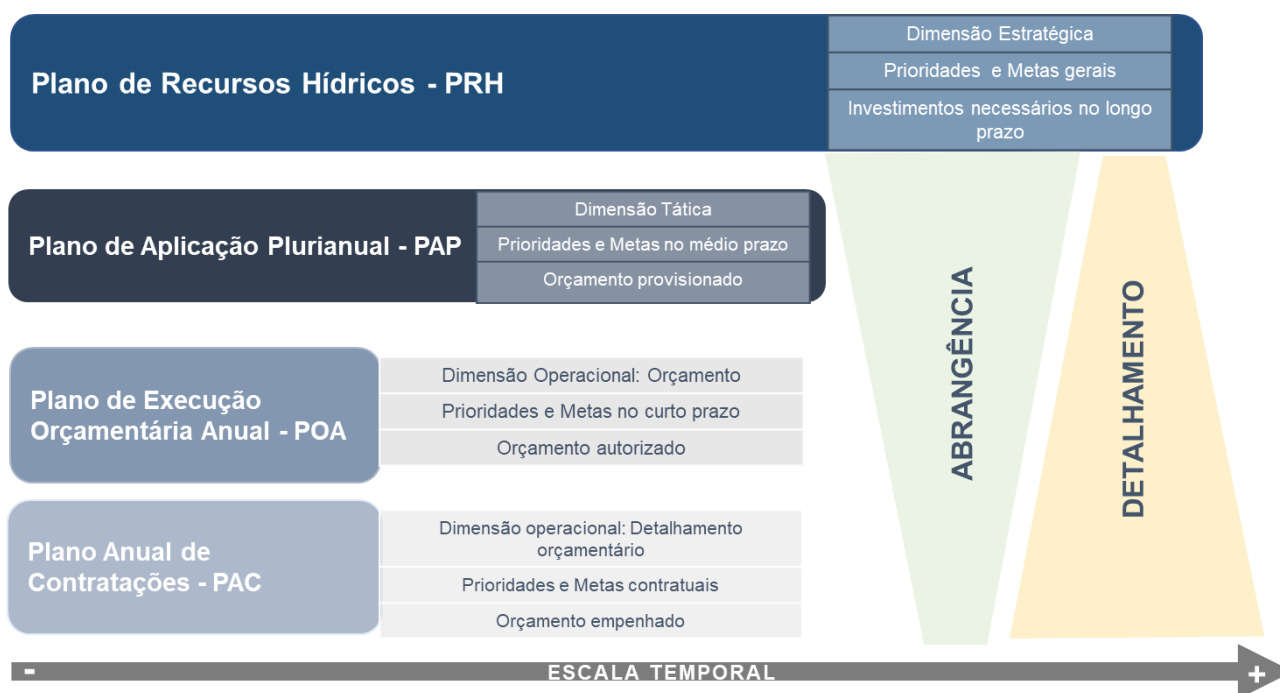 Plano de Recursos Hídricos - PRH
Dimensão Estratégica
Prioridades e Metas gerais
Investimentos necessários no longo
prazo
Plano de Aplicação Plurianual - PAP
Dimensão Tática
Prioridades e Metas no médio prazo
Orçamento provisionado
Plano de Execução
Orçamentária Anual - POA
Dimensão Operacional: Orçamento
Prioridades e Metas no curto prazo
Orçamento autorizado
Plano Anual de
Contratações - PAC
Dimensão operacional: Detalhamento
orçamentário
Prioridades e Metas contratuais
Orçamento empenhado
ABRANGÊNCIA
DETALHAMENTO
- ESCALA TEMPORAL +